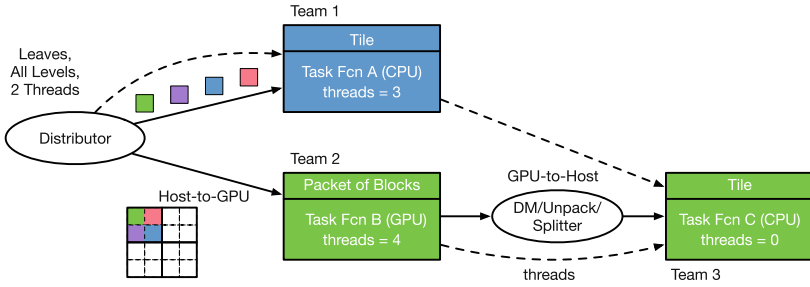 Team 1
Leaves,
All Levels,
2 Threads
Tile
Task Fcn A (CPU)
threads = 3
Distributor
Team 2
Host-to-GPU
Packet of Blocks
Task Fcn B (GPU)
threads = 4
GPU-to-Host
DM/Unpack/
Splitter
threads
Tile
Task Fcn C (CPU)
threads = 0
Team 3